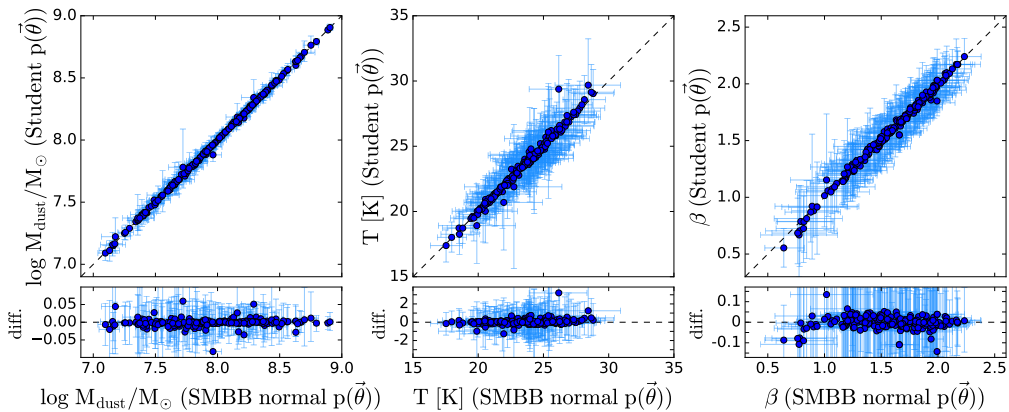 9.0
8.5
8.0
7.5
7.0
log M_dust/M_⊙ (Student p(θ⃗))
0.05
0.00
−0.05
diff.
7.0 7.5 8.0 8.5 9.0
log M_dust/M_⊙ (SMBB normal p(θ⃗))
35
30
25
20
15
T [K] (Student p(θ⃗))
2
0
−2
diff.
15 20 25 30 35
T [K] (SMBB normal p(θ⃗))
2.5
2.0
1.5
1.0
0.5
β (Student p(θ⃗))
0.1
0.0
−0.1
diff.
0.5 1.0 1.5 2.0 2.5
β (SMBB normal p(θ⃗))